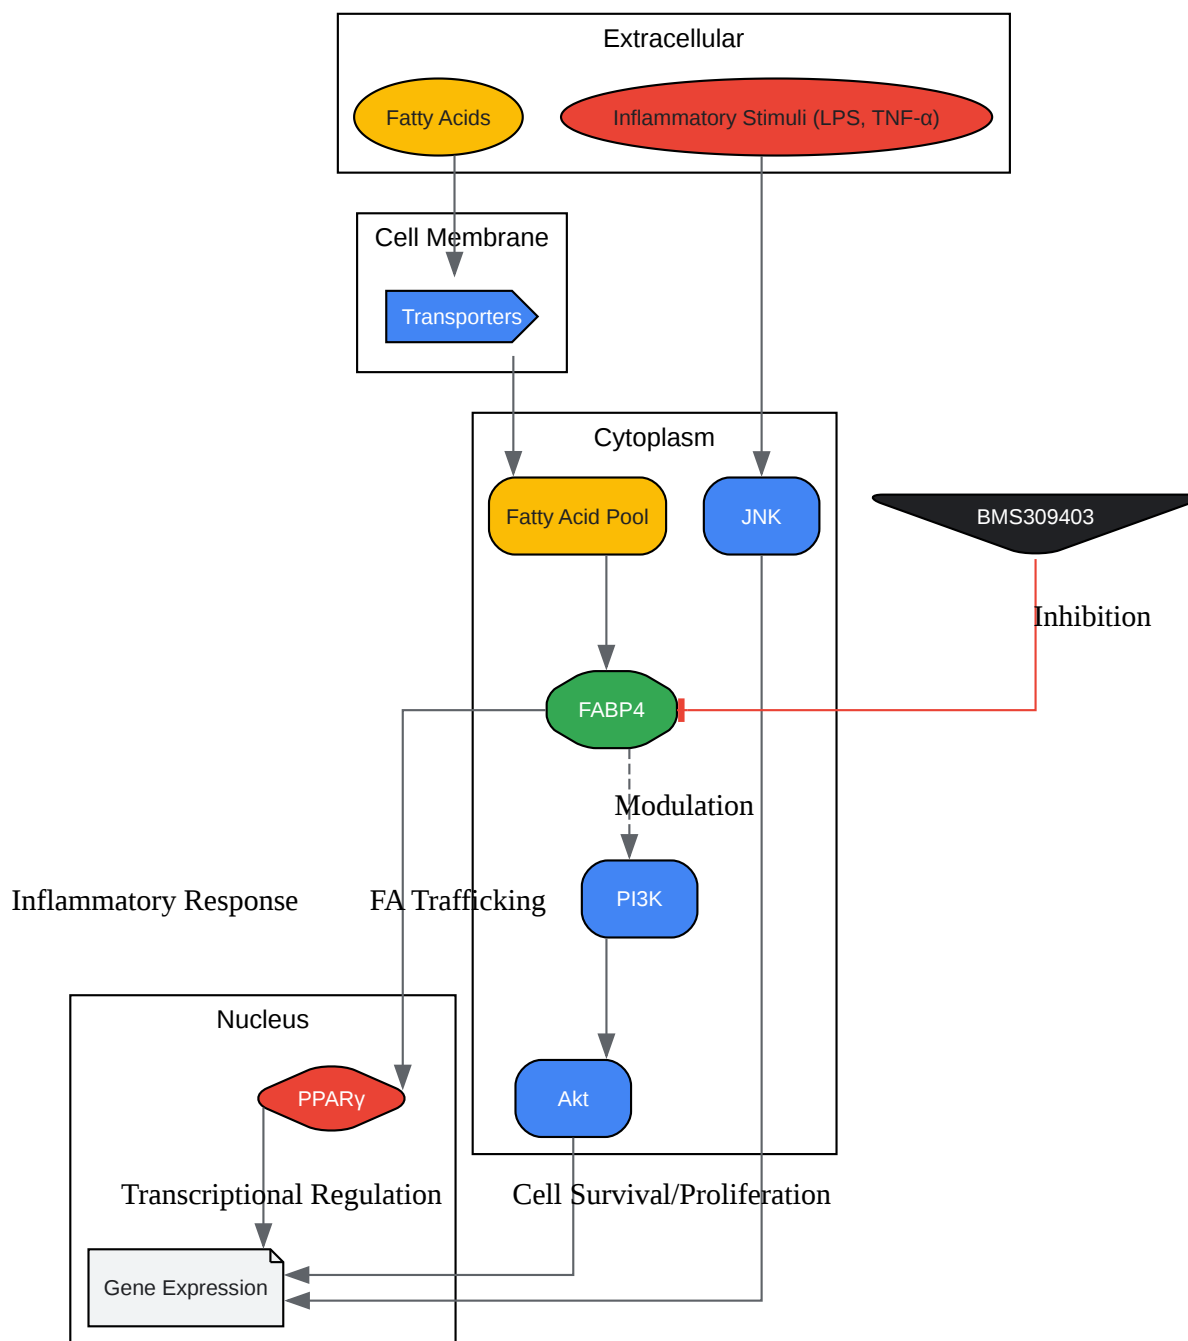 Extracellular
Fatty Acids
Inflammatory Stimuli (LPS, TNF-α)
Cell Membrane
Transporters
Cytoplasm
Fatty Acid Pool
JNK
BMS309403
Inhibition
FABP4
Modulation
PI3K
Inflammatory Response
FA Trafficking
Nucleus
PPARγ
Akt
Transcriptional Regulation
Cell Survival/Proliferation
Gene Expression